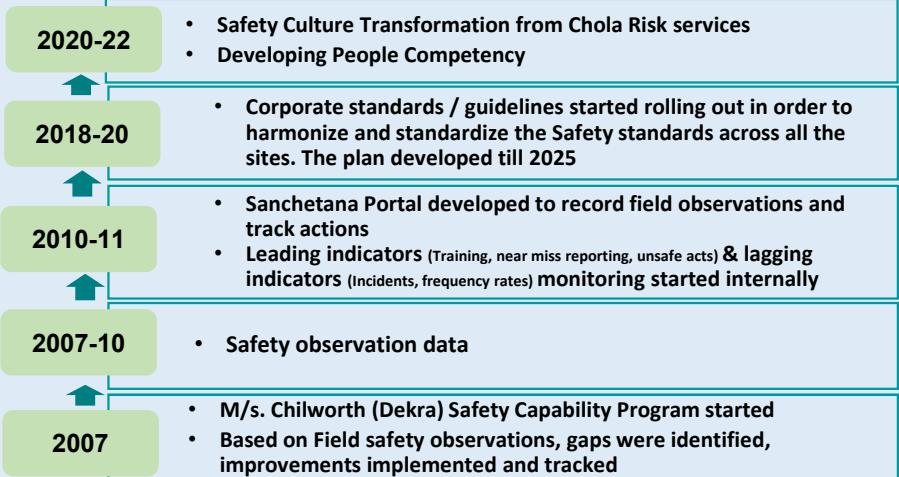 2020-22
• Safety Culture Transformation from Chola Risk services
• Developing People Competency
2018-20
• Corporate standards / guidelines started rolling out in order to
harmonize and standardize the Safety standards across all the
sites. The plan developed till 2025
2010-11
• Sanchetana Portal developed to record field observations and
track actions
• Leading indicators (Training, near miss reporting, unsafe acts) & lagging
indicators (Incidents, frequency rates) monitoring started internally
2007-10
• Safety observation data
2007
• M/s. Chilworth (Dekra) Safety Capability Program started
• Based on Field safety observations, gaps were identified,
improvements implemented and tracked